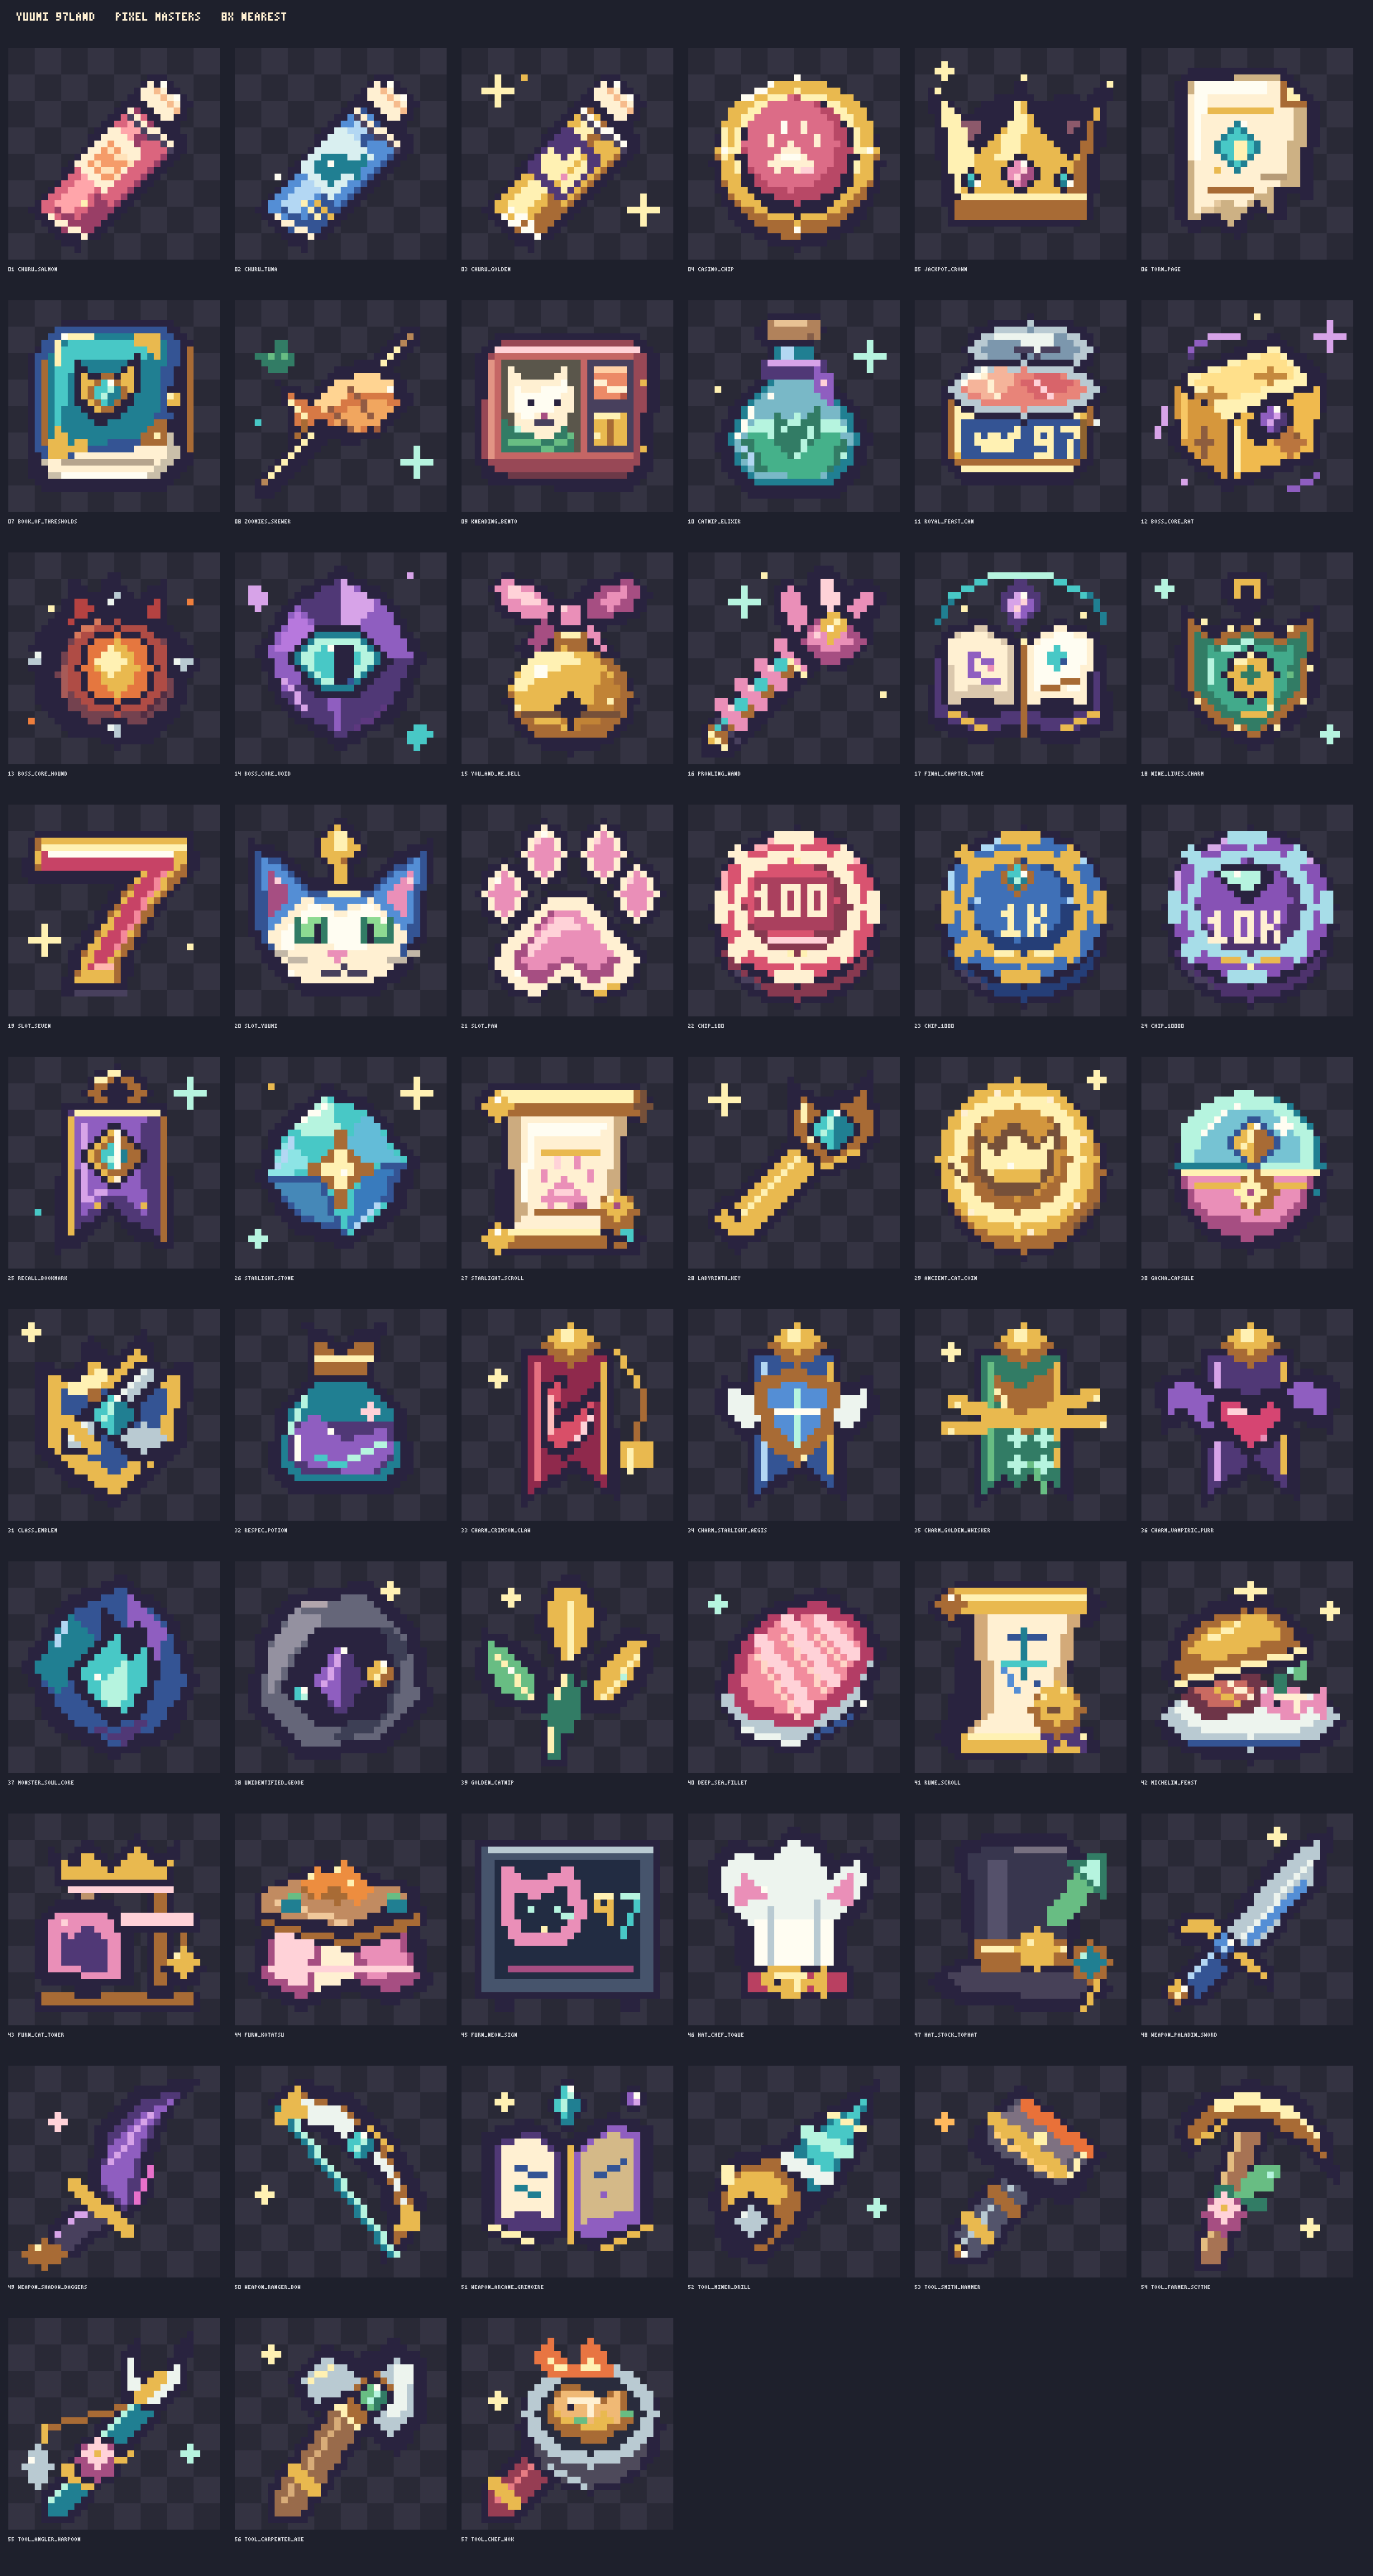 YUUMI 97LAND PIXEL MASTERS 8X NEAREST
01 CHURU_SALMON
02 CHURU_TUNA
03 CHURU_GOLDEN
04 CASINO_CHIP
05 JACKPOT_CROWN
06 TORN_PAGE
07 BOOK_OF_THRESHOLDS
08 ZOOMIES_SKEWER
09 KNEADING_BENTO
10 CATNIP_ELIXIR
97
11 ROYAL_FEAST_CAN
12 BOSS_CORE_RAT
13 BOSS_CORE_HOUND
14 BOSS_CORE_VOID
15 YOU_AND_ME_BELL
16 PROWLING_WAND
17 FINAL_CHAPTER_TOME
18 NINE_LIVES_CHARM
7
19 SLOT_SEVEN
20 SLOT_YUUMI
21 SLOT_PAW
100
22 CHIP_100
1K
23 CHIP_1000
10K
24 CHIP_10000
25 RECALL_BOOKMARK
26 STARLIGHT_STONE
27 STARLIGHT_SCROLL
28 LABYRINTH_KEY
29 ANCIENT_CAT_COIN
30 GACHA_CAPSULE
31 CLASS_EMBLEM
32 RESPEC_POTION
33 CHARM_CRIMSON_CLAW
34 CHARM_STARLIGHT_AEGIS
35 CHARM_GOLDEN_WHISKER
36 CHARM_VAMPIRIC_PURR
37 MONSTER_SOUL_CORE
38 UNIDENTIFIED_GEODE
39 GOLDEN_CATNIP
40 DEEP_SEA_FILLET
41 RUNE_SCROLL
42 MICHELIN_FEAST
43 FURN_CAT_TOWER
44 FURN_KOTATSU
97
45 FURN_NEON_SIGN
46 HAT_CHEF_TOQUE
47 HAT_STOCK_TOPHAT
48 WEAPON_PALADIN_SWORD
49 WEAPON_SHADOW_DAGGERS
50 WEAPON_RANGER_BOW
51 WEAPON_ARCANE_GRIMOIRE
52 TOOL_MINER_DRILL
53 TOOL_SMITH_HAMMER
54 TOOL_FARMER_SCYTHE
55 TOOL_ANGLER_HARPOON
56 TOOL_CARPENTER_AXE
57 TOOL_CHEF_WOK